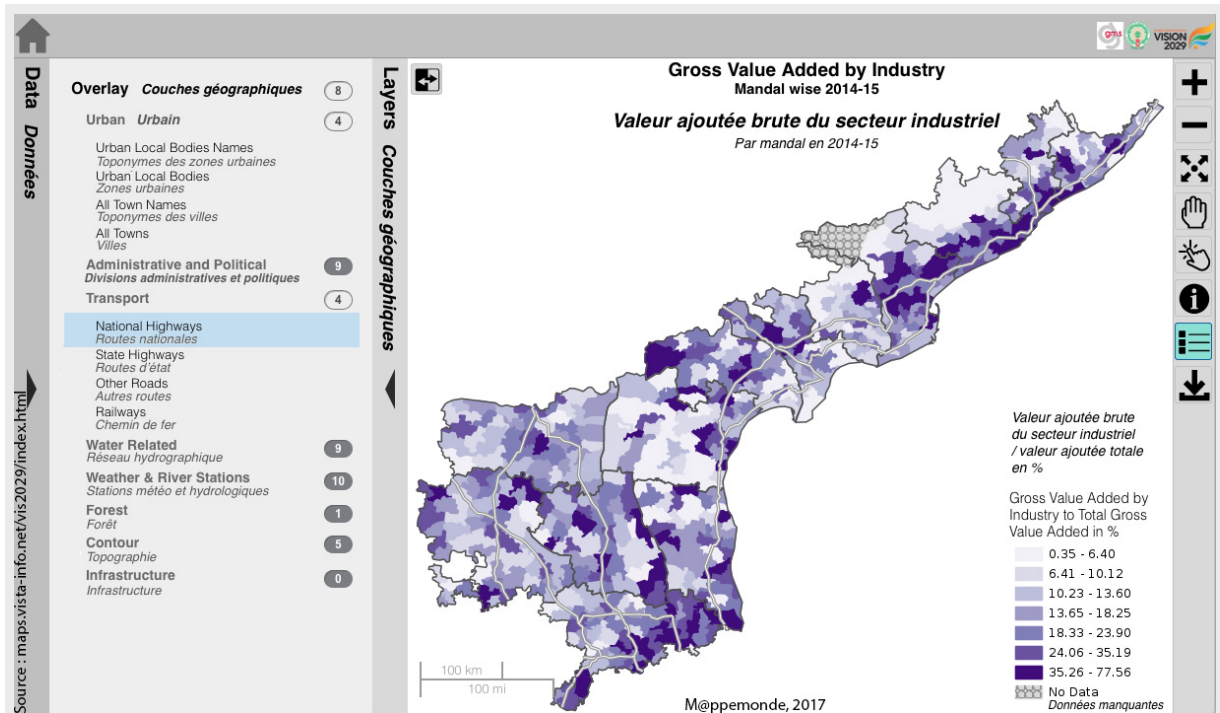 gms
VISION
2029
Data Données
Source : maps.vista-info.net/vis2029/index.html
Overlay Couches géographiques 8
Urban Urbain 4
Urban Local Bodies Names
Toponymes des zones urbaines
Urban Local Bodies
Zones urbaines
All Town Names
Toponymes des villes
All Towns
Villes
Administrative and Political 9
Divisions administratives et politiques
Transport 4
National Highways
Routes nationales
State Highways
Routes d'état
Other Roads
Autres routes
Railways
Chemin de fer
Water Related 9
Réseau hydrographique
Weather & River Stations 10
Stations météo et hydrologiques
Forest 1
Forêt
Contour 5
Topographie
Infrastructure 0
Infrastructure
Layers Couches géographiques
Gross Value Added by Industry
Mandal wise 2014-15
Valeur ajoutée brute du secteur industriel
Par mandal en 2014-15
Valeur ajoutée brute
du secteur industriel
/ valeur ajoutée totale
en %
Gross Value Added by
Industry to Total Gross
Value Added in %
0.35 - 6.40
6.41 - 10.12
10.23 - 13.60
13.65 - 18.25
18.33 - 23.90
24.06 - 35.19
35.26 - 77.56
No Data
Données manquantes
100 km
100 mi
M@ppemonde, 2017